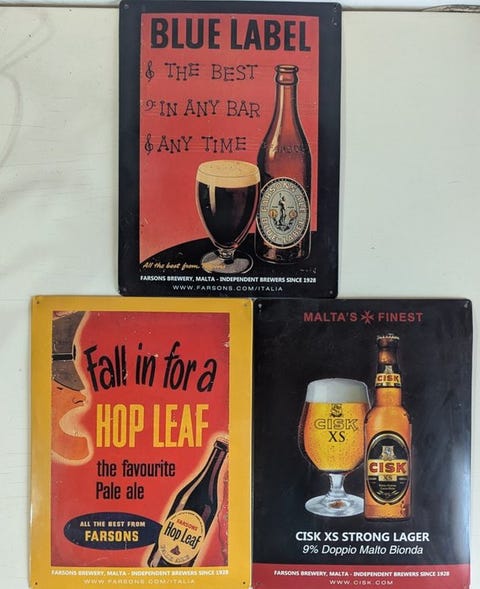 BLUE LABEL
THE BEST
IN ANY BAR
ANY TIME
All the best from
FARSONS BREWERY, MALTA - INDEPENDENT BREWERS SINCE 1928
WWW.FARSONS.COM/ITALIA
Fall in for a
HOP LEAF
the favourite
Pale ale
ALL THE BEST FROM
FARSONS
FARSONS
Hop Leaf
FARSONS BREWERY, MALTA - INDEPENDENT BREWERS SINCE 1928
WWW.FARSONS.COM/ITALIA
MALTA'S FINEST
CISK
CISK
XS
CISK
XS
CISK XS STRONG LAGER
9% Doppio Malto Bionda
FARSONS BREWERY, MALTA - INDEPENDENT BREWERS SINCE 1928
WWW.CISK.COM